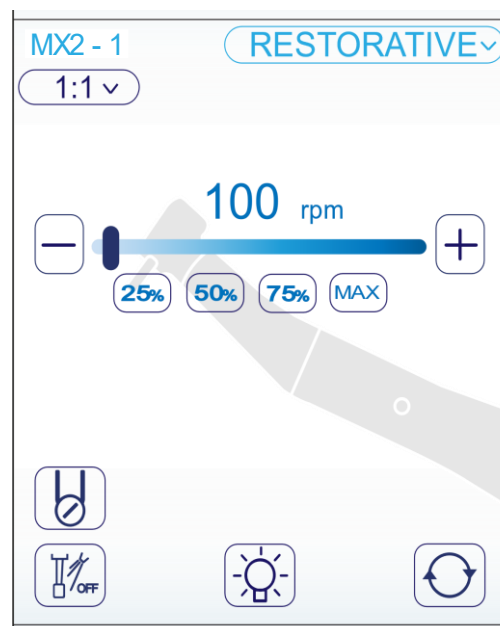 MX2 - 1
RESTORATIVE
1:1
100 rpm
25% 50% 75% MAX
OFF